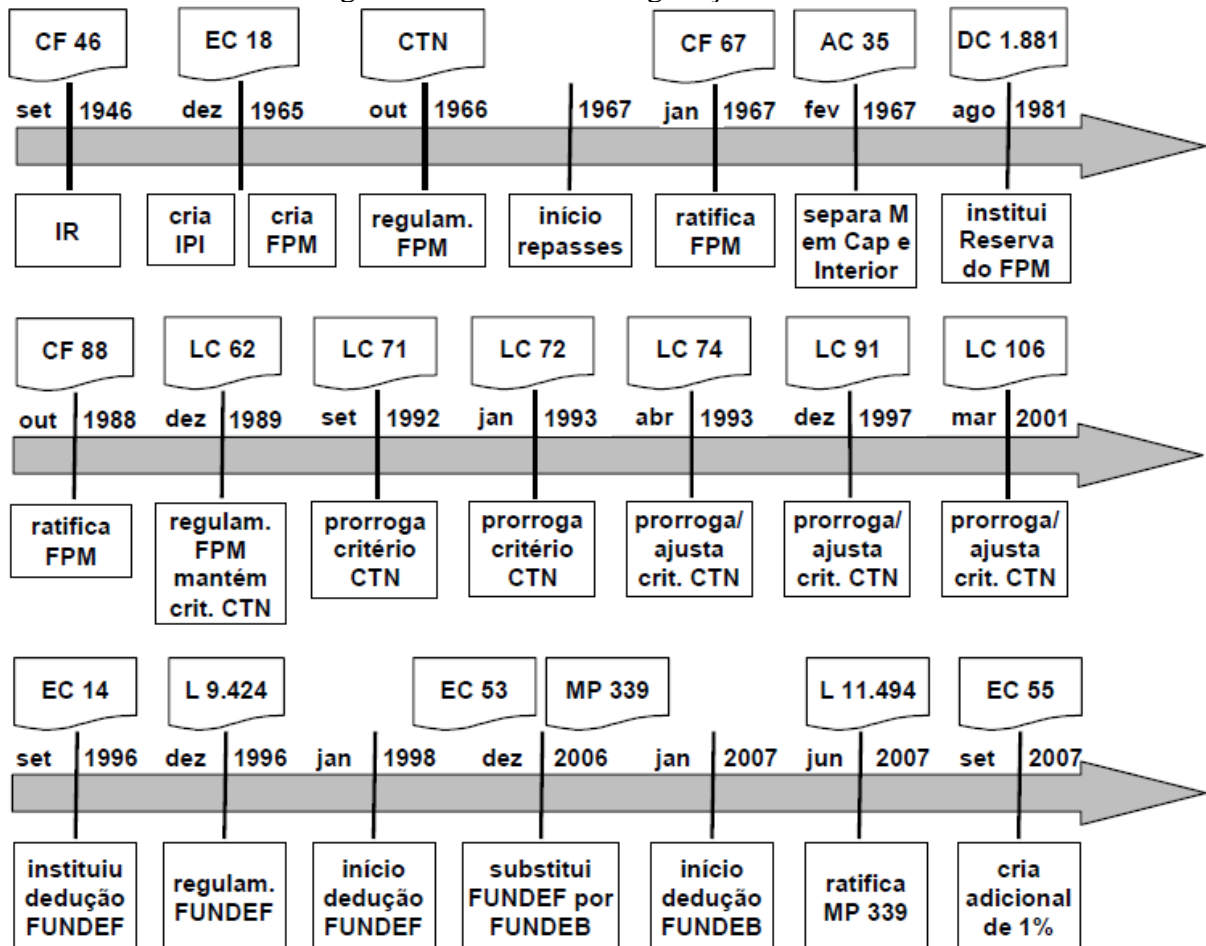 CF 46 EC 18 CTN CF 67 AC 35 DC 1.881
set 1946 dez 1965 out 1966 1967 jan 1967 fev 1967 ago 1981
IR
cria
IPI
cria
FPM
regulam.
FPM
início
repasses
ratifica
FPM
separa M
em Cap e
Interior
institui
Reserva
do FPM
CF 88 LC 62 LC 71 LC 72 LC 74 LC 91 LC 106
out 1988 dez 1989 set 1992 jan 1993 abr 1993 dez 1997 mar 2001
ratifica
FPM
regulam.
FPM
mantém
crit. CTN
prorroga
critério
CTN
prorroga
critério
CTN
prorroga/
ajusta
crit. CTN
prorroga/
ajusta
crit. CTN
prorroga/
ajusta
crit. CTN
EC 14 L 9.424 EC 53 MP 339 L 11.494 EC 55
set 1996 dez 1996 jan 1998 dez 2006 jan 2007 jun 2007 set 2007
instituiu
dedução
FUNDEF
regulam.
FUNDEF
início
dedução
FUNDEF
substitui
FUNDEF por
FUNDEB
início
dedução
FUNDEB
ratifica
MP 339
cria
adicional
de 1%